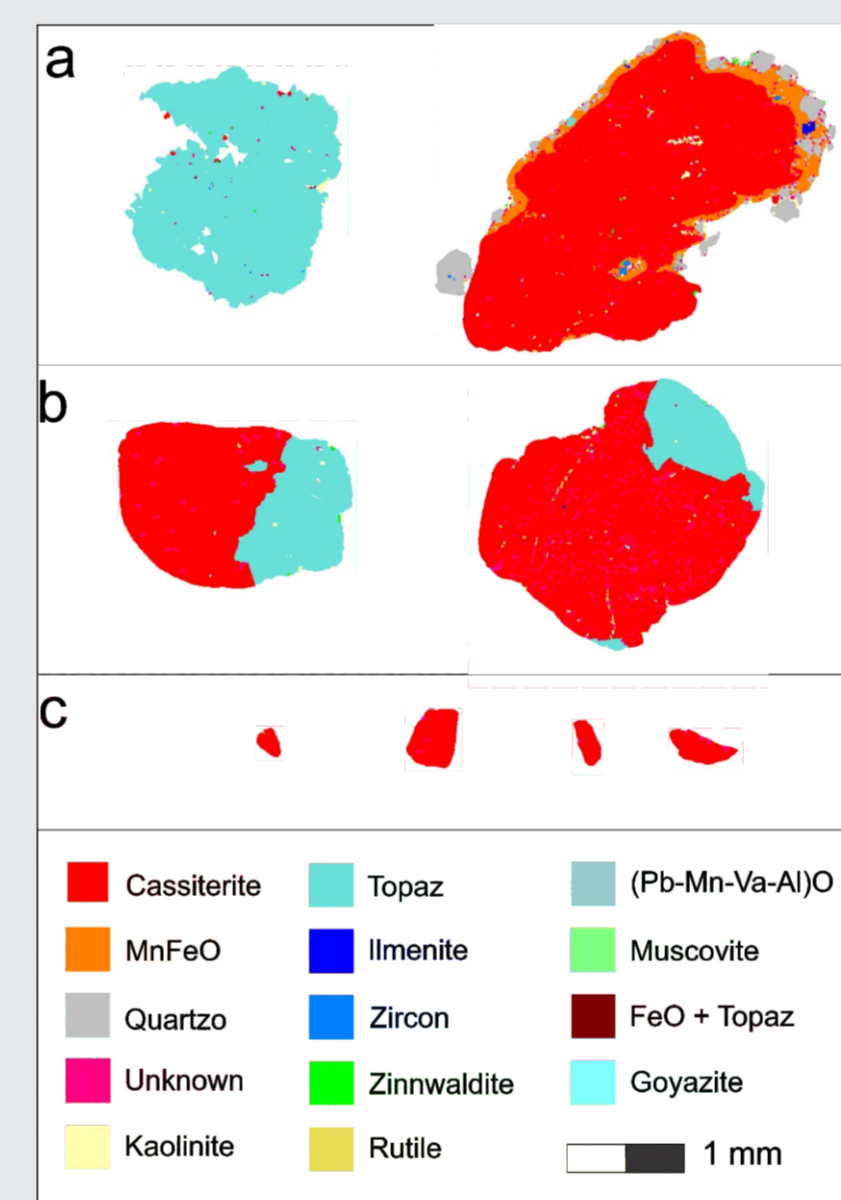 a
b
c
Cassiterite
Topaz
(Pb-Mn-Va-Al)O
MnFeO
Ilmenite
Muscovite
Quartzo
Zircon
FeO + Topaz
Unknown
Zinnwaldite
Goyazite
Kaolinite
Rutile
1 mm